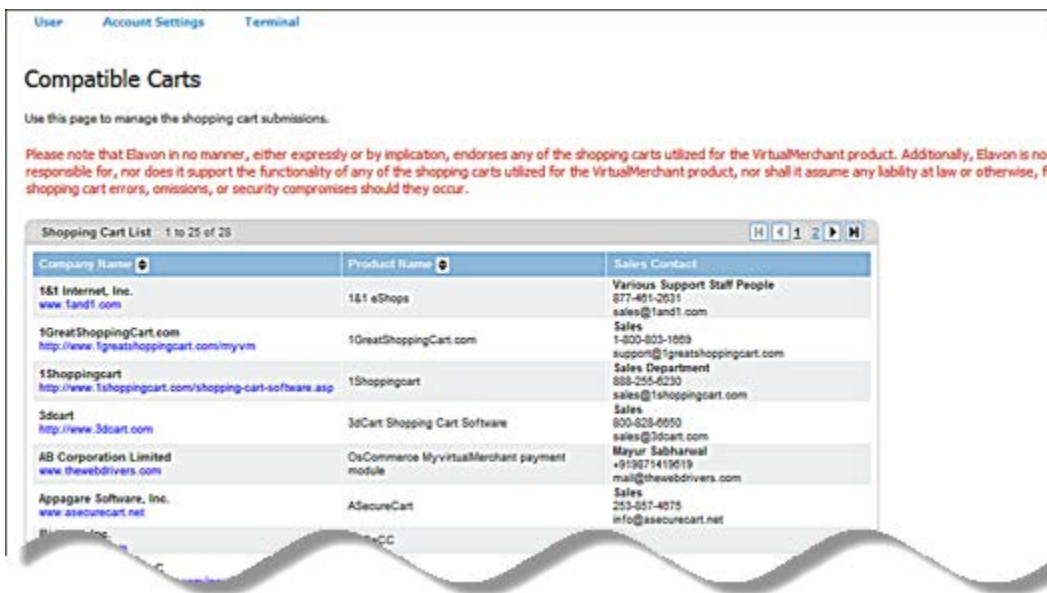 User Account Settings Terminal
Compatible Carts
Use this page to manage the shopping cart submissions.
Please note that Elavon in no manner, either expressly or by implication, endorses any of the shopping carts utilized for the VirtualMerchant product. Additionally, Elavon is no
responsible for, nor does it support the functionality of any of the shopping carts utilized for the VirtualMerchant product, nor shall it assume any liability at law or otherwise, f
shopping cart errors, omissions, or security compromises should they occur.
Shopping Cart List 1 to 25 of 28 1 2
Company Name Product Name Sales Contact
1&1 Internet, Inc.
www.1and1.com
1&1 eShops
Various Support Staff People
877-461-2631
sales@1and1.com
1GreatShoppingCart.com
http://www.1greatshoppingcart.com/myvm
1GreatShoppingCart.com
Sales
1-800-803-1669
support@1greatshoppingcart.com
1Shoppingcart
http://www.1shoppingcart.com/shopping-cart-software.asp
1Shoppingcart
Sales Department
888-255-6230
sales@1shoppingcart.com
3dcart
http://www.3dcart.com
3dCart Shopping Cart Software
Sales
800-828-6650
sales@3dcart.com
AB Corporation Limited
www.thewebdrivers.com
OsCommerce MyvirtualMerchant payment
module
Mayur Sabharwal
+919871419619
mail@thewebdrivers.com
Appagare Software, Inc.
www.asecurecart.net
ASecureCart
Sales
253-857-4675
info@asecurecart.net